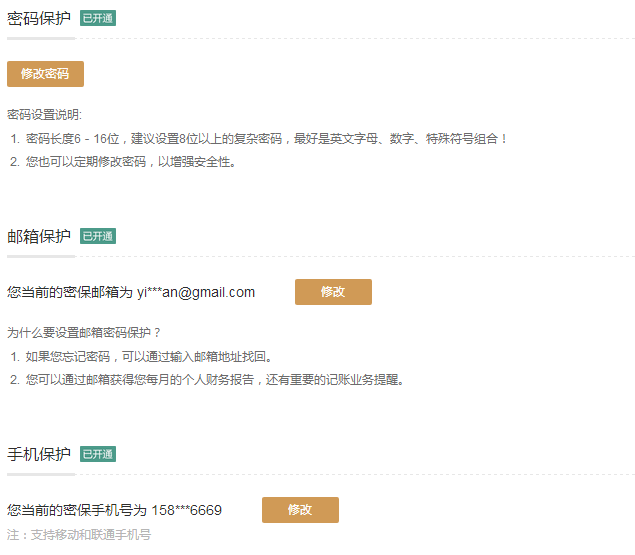 密码保护 已开通
修改密码
密码设置说明:
1. 密码长度6 - 16位，建议设置8位以上的复杂密码，最好是英文字母、数字、特殊符号组合！
2. 您也可以定期修改密码，以增强安全性。
邮箱保护 已开通
您当前的密保邮箱为 yi***an@gmail.com 修改
为什么要设置邮箱密码保护？
1. 如果您忘记密码，可以通过输入邮箱地址找回。
2. 您可以通过邮箱获得您每月的个人财务报告，还有重要的记账业务提醒。
手机保护 已开通
您当前的密保手机号为 158***6669 修改
注：支持移动和联通手机号